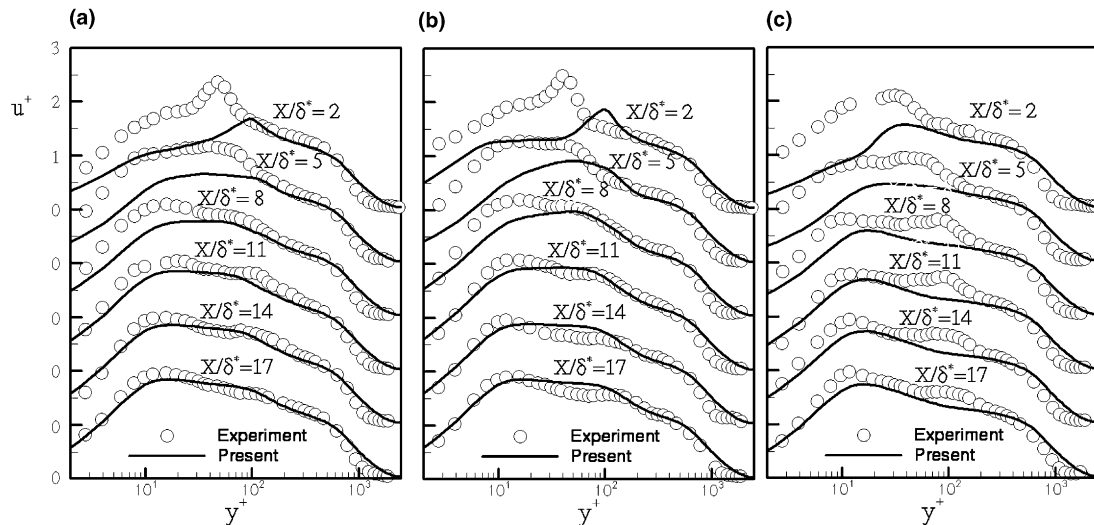 (a)
(b)
(c)
3
2
u⁺
1
0
0
0
0
0
0
X/δ*= 2
X/δ*= 5
X/δ*= 8
X/δ*=11
X/δ*=14
X/δ*=17
Experiment
Present
10¹
10²
10³
y⁺
X/δ*= 2
X/δ*= 5
X/δ*= 8
X/δ*=11
X/δ*=14
X/δ*=17
Experiment
Present
10¹
10²
10³
y⁺
X/δ*= 2
X/δ*= 5
X/δ*= 8
X/δ*=11
X/δ*=14
X/δ*=17
Experiment
Present
10¹
10²
10³
y⁺